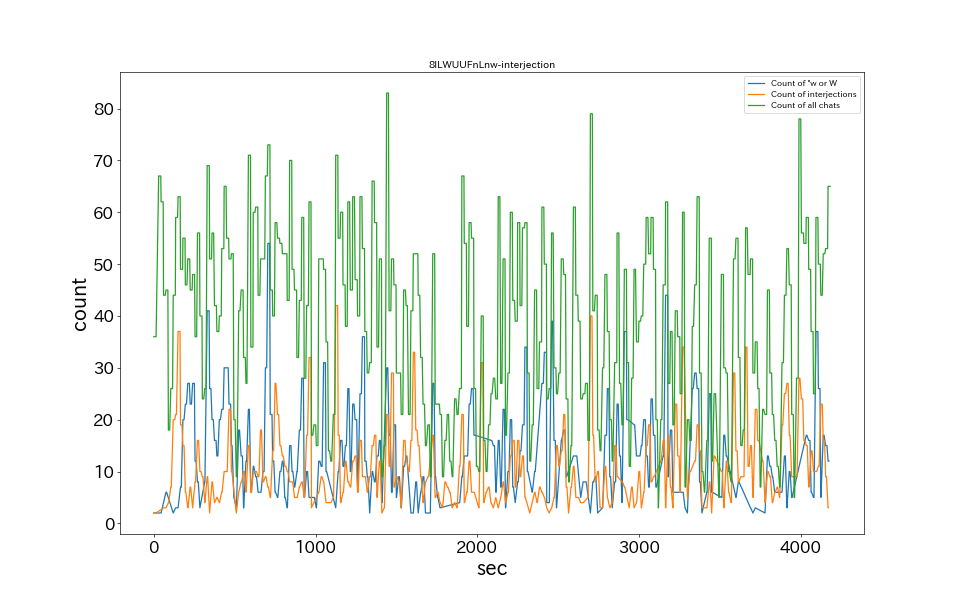 8ILWUUFnLnw-interjection
Count of "w or W
Count of interjections
Count of all chats
80
70
60
50
40
30
20
10
0
count
0 1000 2000 3000 4000
sec